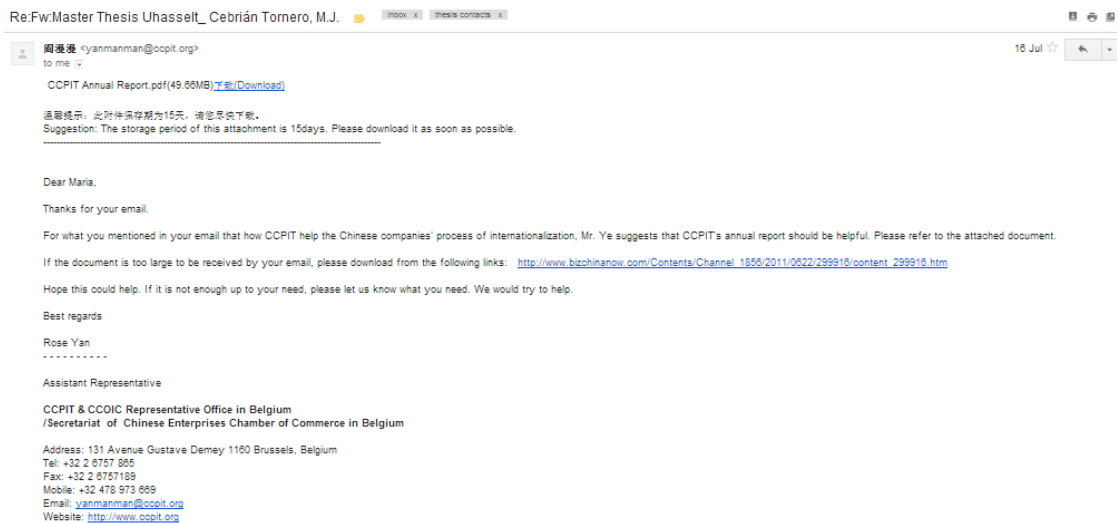 Re:Fw:Master Thesis Uhasselt_ Cebrián Tornero, M.J.
Inbox x
thesis contacts x
阎漫漫 <yanmanman@ccpit.org>
16 Jul
to me
CCPIT Annual Report.pdf(49.66MB)下载(Download)
温馨提示：此附件保存期为15天，请您尽快下载。
Suggestion: The storage period of this attachment is 15days. Please download it as soon as possible.
Dear Maria,
Thanks for your email.
For what you mentioned in your email that how CCPIT help the Chinese companies' process of internationalization, Mr. Ye suggests that CCPIT's annual report should be helpful. Please refer to the attached document.
If the document is too large to be received by your email, please download from the following links: http://www.bizchinanow.com/Contents/Channel_1856/2011/0622/299916/content_299916.htm
Hope this could help. If it is not enough up to your need, please let us know what you need. We would try to help.
Best regards
Rose Yan
- - - - - - - - - -
Assistant Representative
CCPIT & CCOIC Representative Office in Belgium
/Secretariat of Chinese Enterprises Chamber of Commerce in Belgium
Address: 131 Avenue Gustave Demey 1160 Brussels, Belgium
Tel: +32 2 6757 865
Fax: +32 2 6757189
Mobile: +32 478 973 669
Email: yanmanman@ccpit.org
Website: http://www.ccpit.org